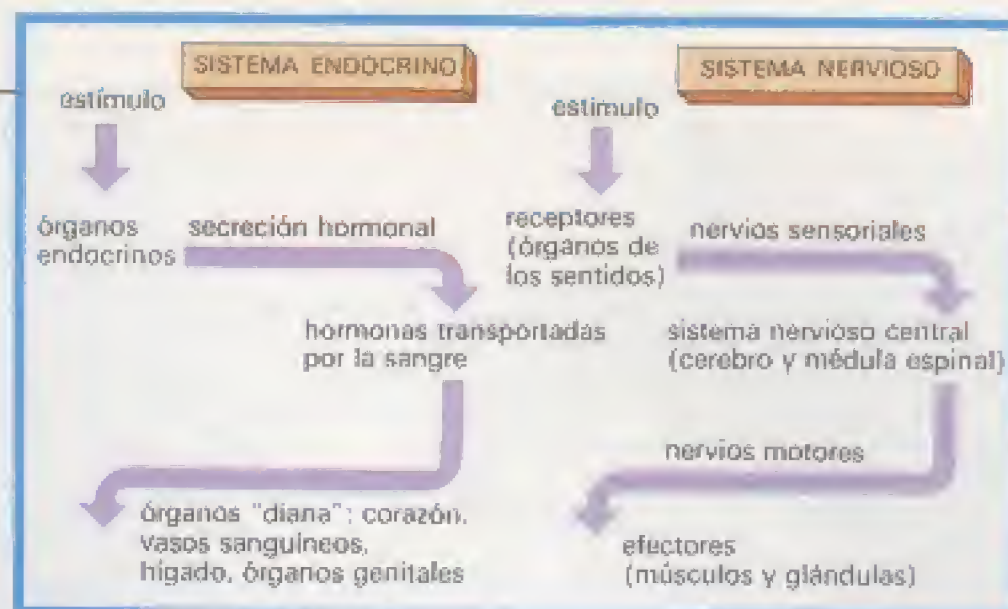 SISTEMA ENDOCRINO
estímulo
órganos
endocrinos
secreción hormonal
hormonas transportadas
por la sangre
órganos "diana": corazón,
vasos sanguíneos,
hígado, órganos genitales
SISTEMA NERVIOSO
estímulo
receptores
(órganos de
los sentidos)
nervios sensoriales
sistema nervioso central
(cerebro y médula espinal)
nervios motores
efectores
(músculos y glándulas)